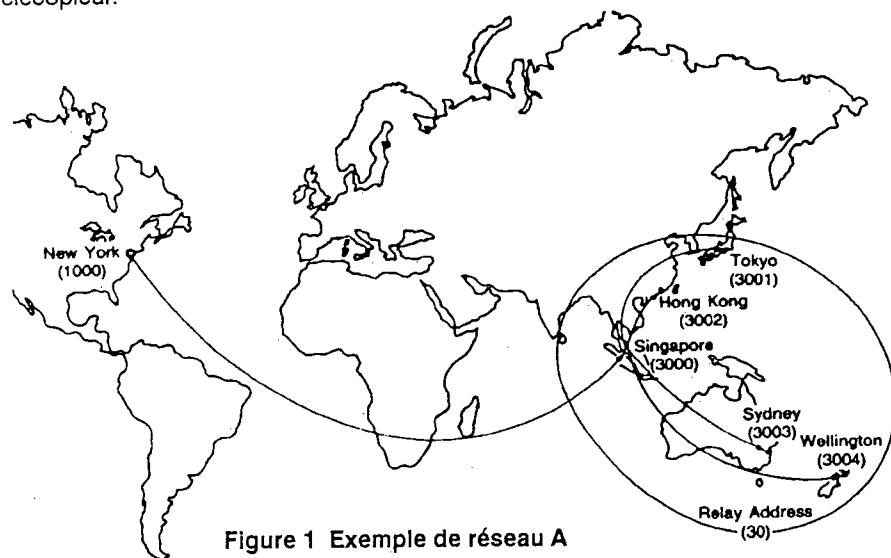 télécopieur.
New York
(1000)
Tokyo
(3001)
Hong Kong
(3002)
Singapore
(3000)
Sydney
(3003)
Wellington
(3004)
Relay Address
(30)
Figure 1 Exemple de réseau A